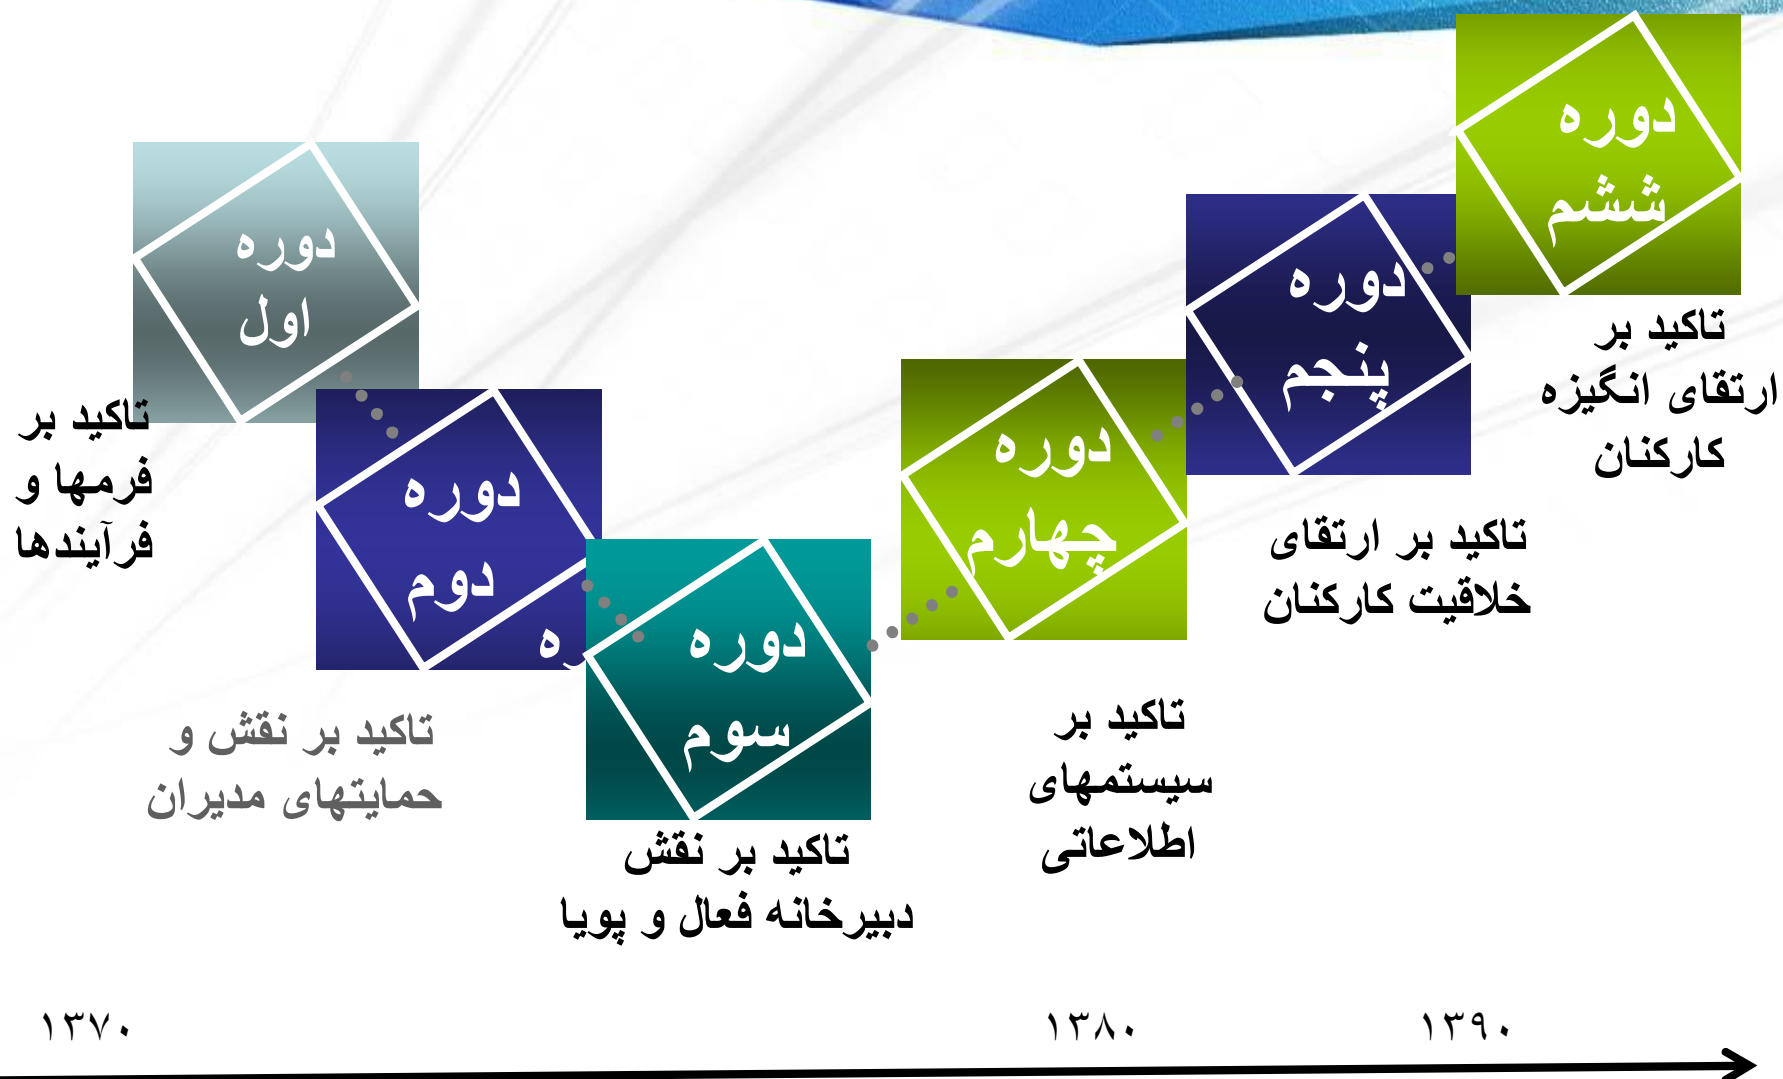 دوره
اول
تاکید بر
فرمها و
فرآیندها
دوره
دوم
ره
تاکید بر نقش و
حمایتهای مدیران
دوره
سوم
تاکید بر نقش
دبیرخانه فعال و پویا
دوره
چهارم
تاکید بر
سیستمهای
اطلاعاتی
دوره
پنجم
تاکید بر ارتقای
خلاقیت کارکنان
دوره
ششم
تاکید بر
ارتقای انگیزه
کارکنان
۱۳۷۰
۱۳۸۰
۱۳۹۰